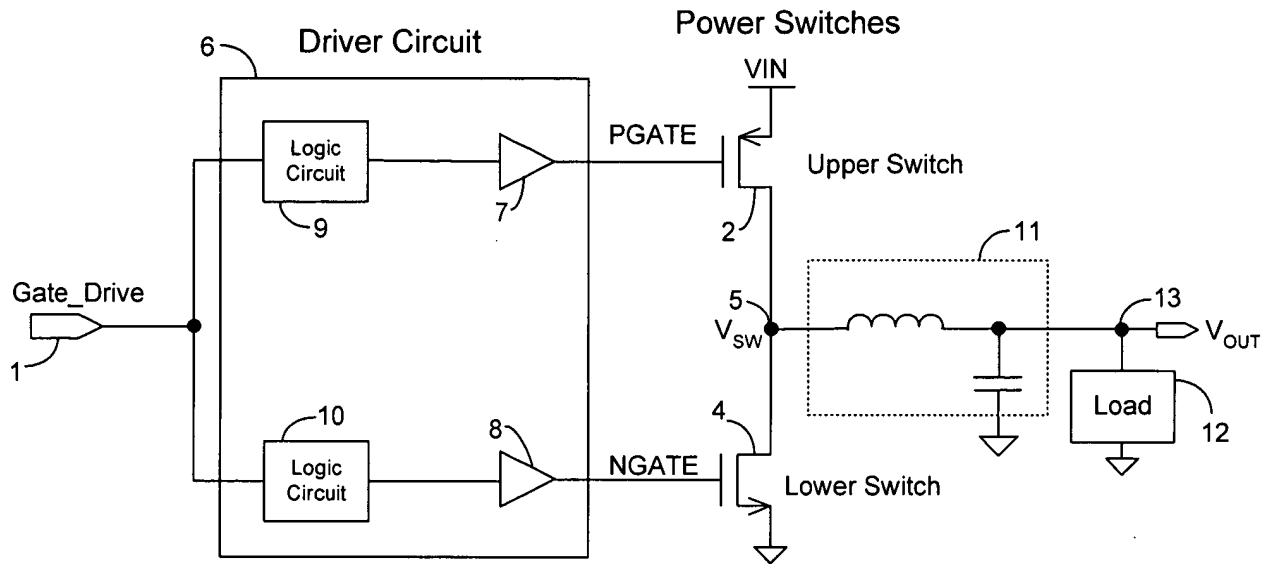 Power Switches
Driver Circuit
6
VIN
PGATE
Logic
Circuit
9
7
2
Upper Switch
11
Gate_Drive
1
5
V_SW
13
V_OUT
10
Logic
Circuit
8
NGATE
4
Lower Switch
Load
12